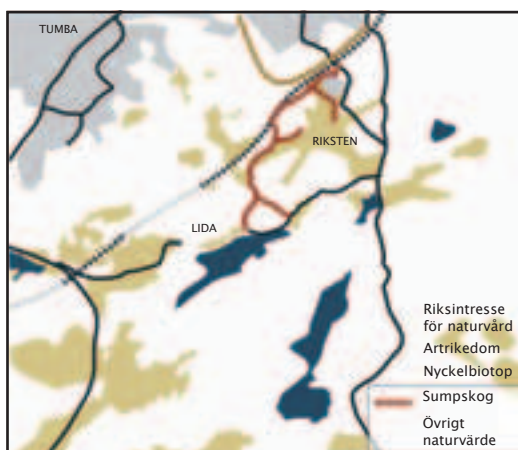 TUMBA
RIKSTEN
LIDA
Riksintresse
för naturvård
Artrikedom
Nyckelbiotop
Sumpskog
Övrigt
naturvärde